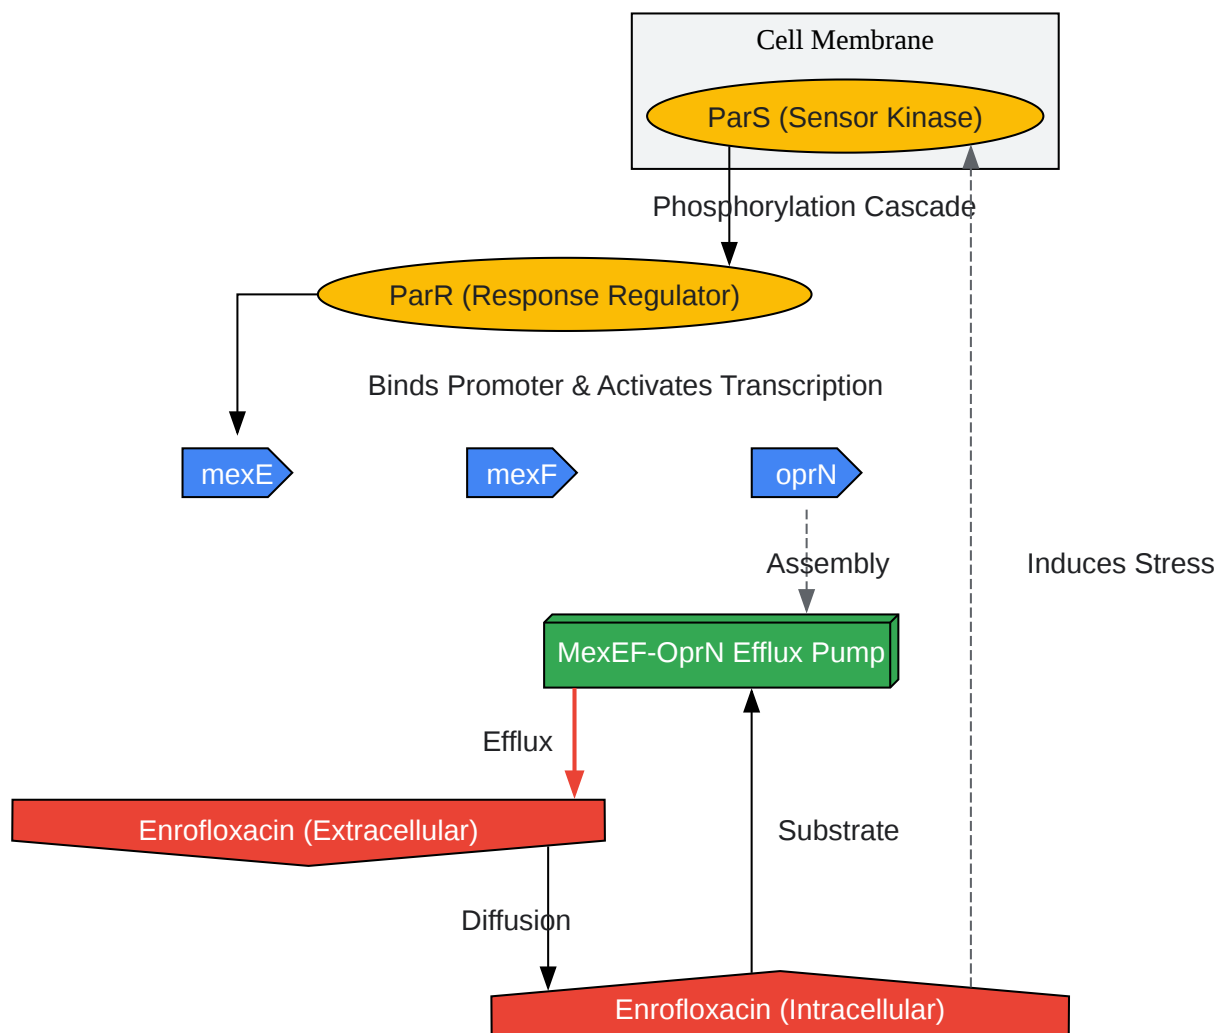 Cell Membrane
ParS (Sensor Kinase)
Phosphorylation Cascade
ParR (Response Regulator)
Binds Promoter & Activates Transcription
mexE
mexF
oprN
Assembly
Induces Stress
MexEF-OprN Efflux Pump
Efflux
Enrofloxacin (Extracellular)
Substrate
Diffusion
Enrofloxacin (Intracellular)